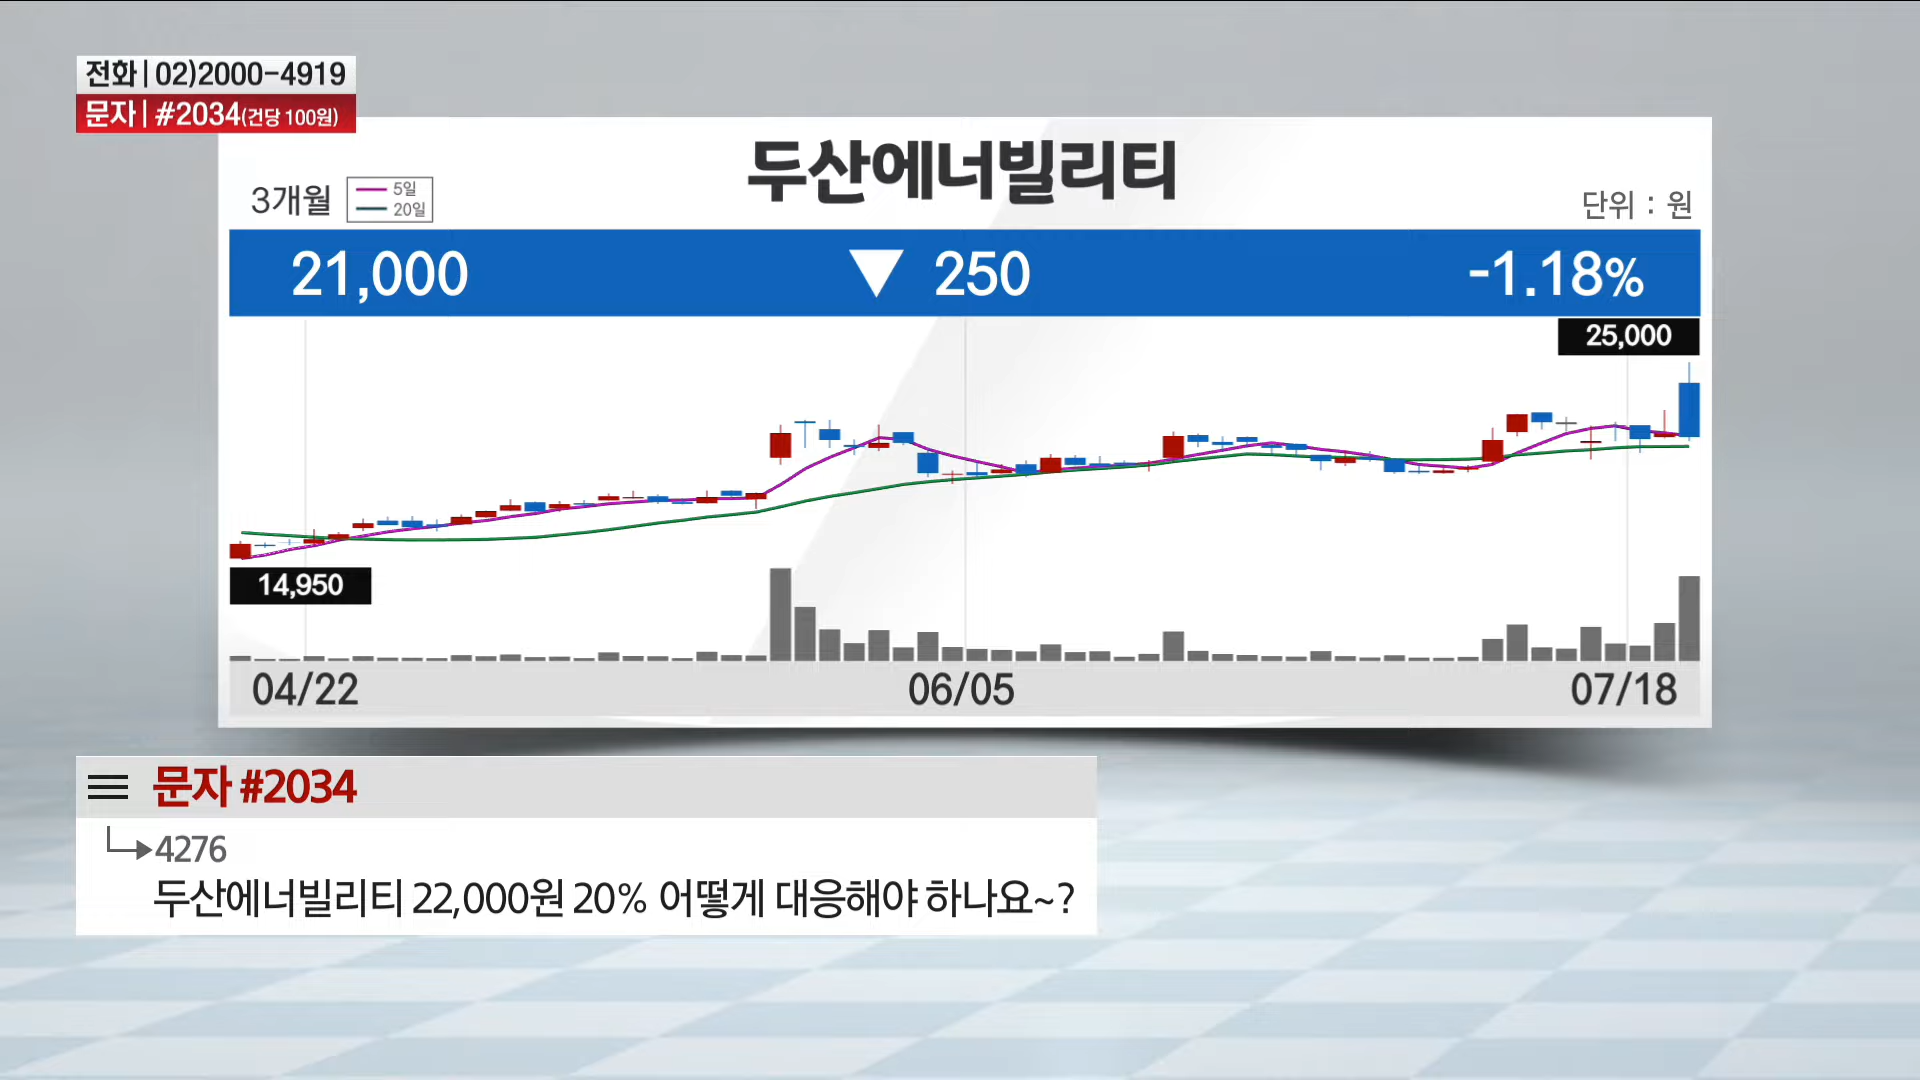 전화 | 02)2000-4919
문자 | #2034(건당 100원)
두산에너빌리티
3개월
5일
20일
단위 : 원
21,000 ▼ 250 -1.18%
25,000
14,950
04/22 06/05 07/18
문자 #2034
4276
두산에너빌리티 22,000원 20% 어떻게 대응해야 하나요~?